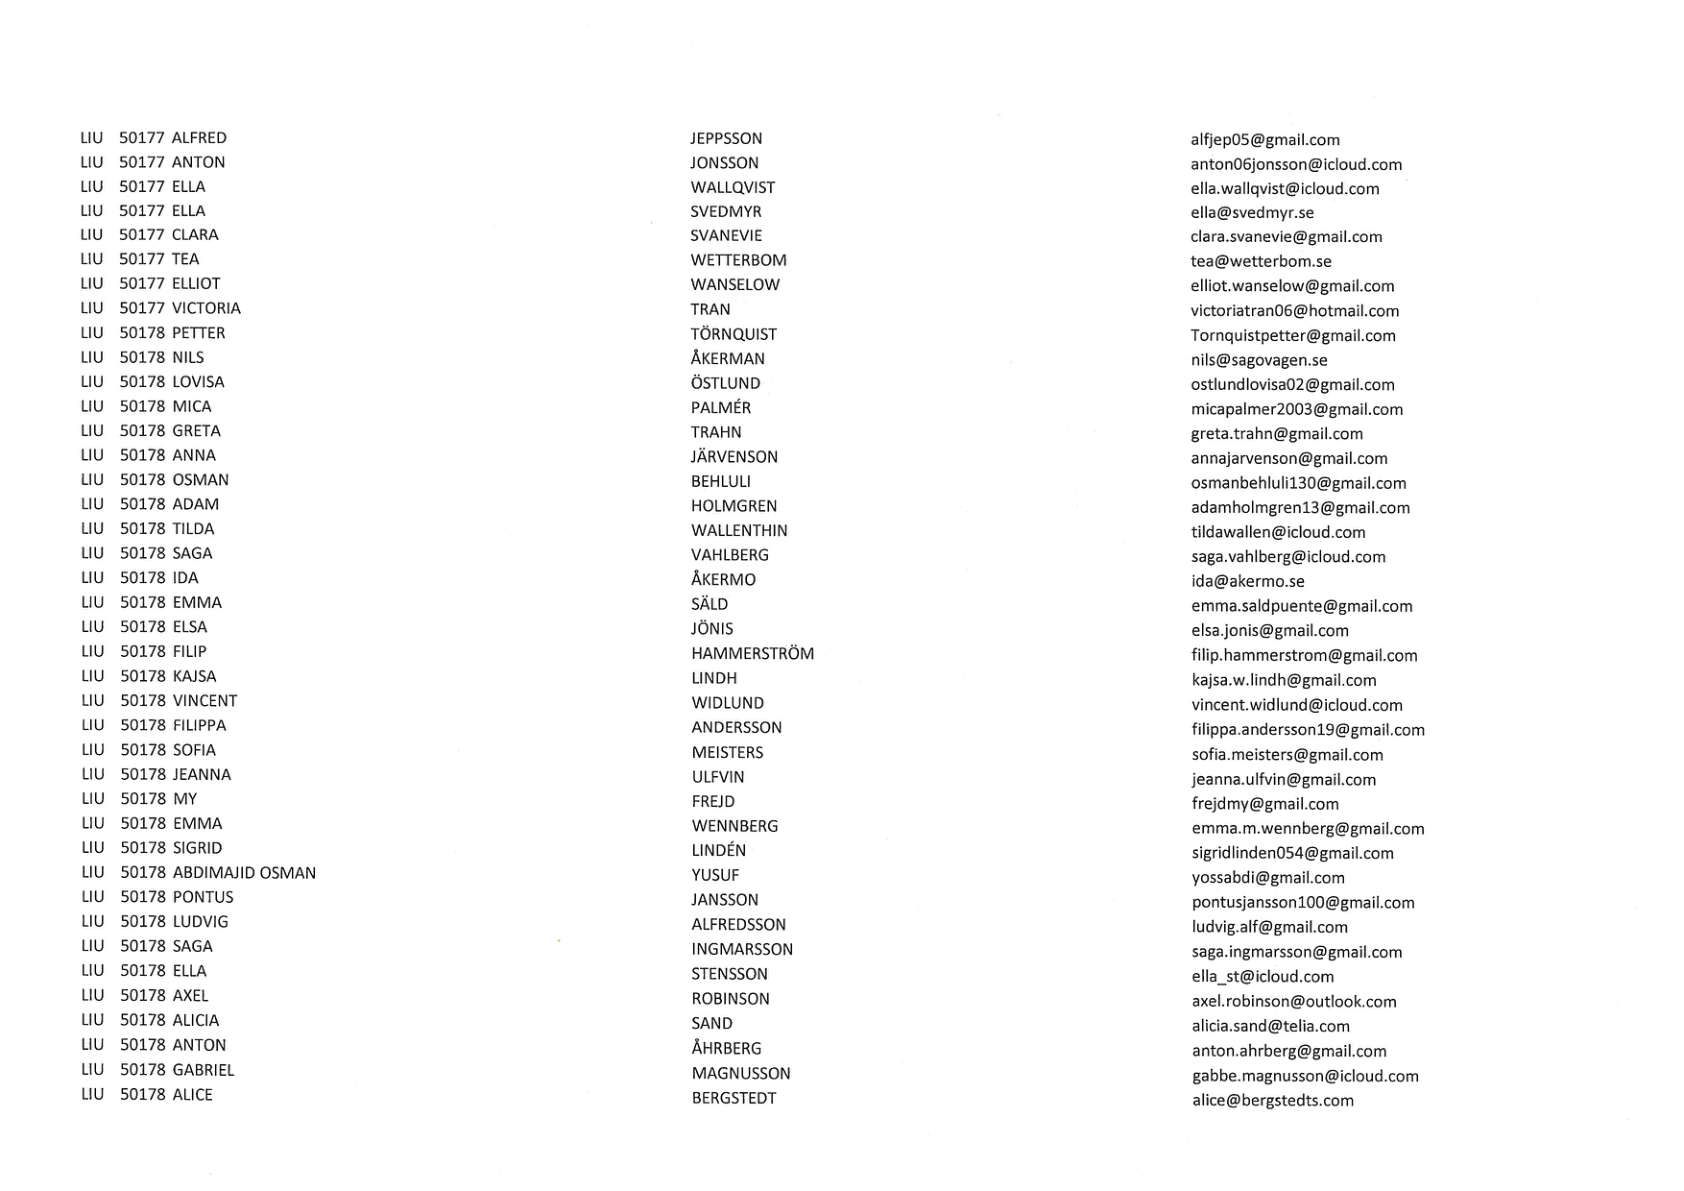 LIU 50177 ALFRED JEPPSSON alfjep05@gmail.com
LIU 50177 ANTON JONSSON anton06jonsson@icloud.com
LIU 50177 ELLA WALLQVIST ella.wallqvist@icloud.com
LIU 50177 ELLA SVEDMYR ella@svedmyr.se
LIU 50177 CLARA SVANEVIE clara.svanevie@gmail.com
LIU 50177 TEA WETTERBOM tea@wetterbom.se
LIU 50177 ELLIOT WANSELOW elliot.wanselow@gmail.com
LIU 50177 VICTORIA TRAN victoriatran06@hotmail.com
LIU 50178 PETTER TÖRNQUIST Tornquistpetter@gmail.com
LIU 50178 NILS ÅKERMAN nils@sagovagen.se
LIU 50178 LOVISA ÖSTLUND ostlundlovisa02@gmail.com
LIU 50178 MICA PALMÉR micapalmer2003@gmail.com
LIU 50178 GRETA TRAHN greta.trahn@gmail.com
LIU 50178 ANNA JÄRVENSON annajarvenson@gmail.com
LIU 50178 OSMAN BEHLULI osmanbehluli130@gmail.com
LIU 50178 ADAM HOLMGREN adamholmgren13@gmail.com
LIU 50178 TILDA WALLENTHIN tildawallen@icloud.com
LIU 50178 SAGA VAHLBERG saga.vahlberg@icloud.com
LIU 50178 IDA ÅKERMO ida@akermo.se
LIU 50178 EMMA SÄLD emma.saldpuente@gmail.com
LIU 50178 ELSA JÖNIS elsa.jonis@gmail.com
LIU 50178 FILIP HAMMERSTRÖM filip.hammerstrom@gmail.com
LIU 50178 KAJSA LINDH kajsa.w.lindh@gmail.com
LIU 50178 VINCENT WIDLUND vincent.widlund@icloud.com
LIU 50178 FILIPPA ANDERSSON filippa.andersson19@gmail.com
LIU 50178 SOFIA MEISTERS sofia.meisters@gmail.com
LIU 50178 JEANNA ULFVIN jeanna.ulfvin@gmail.com
LIU 50178 MY FREJD frejdmy@gmail.com
LIU 50178 EMMA WENNBERG emma.m.wennberg@gmail.com
LIU 50178 SIGRID LINDÉN sigridlinden054@gmail.com
LIU 50178 ABDIMAJID OSMAN YUSUF yossabdi@gmail.com
LIU 50178 PONTUS JANSSON pontusjansson100@gmail.com
LIU 50178 LUDVIG ALFREDSSON ludvig.alf@gmail.com
LIU 50178 SAGA INGMARSSON saga.ingmarsson@gmail.com
LIU 50178 ELLA STENSSON ella_st@icloud.com
LIU 50178 AXEL ROBINSON axel.robinson@outlook.com
LIU 50178 ALICIA SAND alicia.sand@telia.com
LIU 50178 ANTON ÅHRBERG anton.ahrberg@gmail.com
LIU 50178 GABRIEL MAGNUSSON gabbe.magnusson@icloud.com
LIU 50178 ALICE BERGSTEDT alice@bergstedts.com